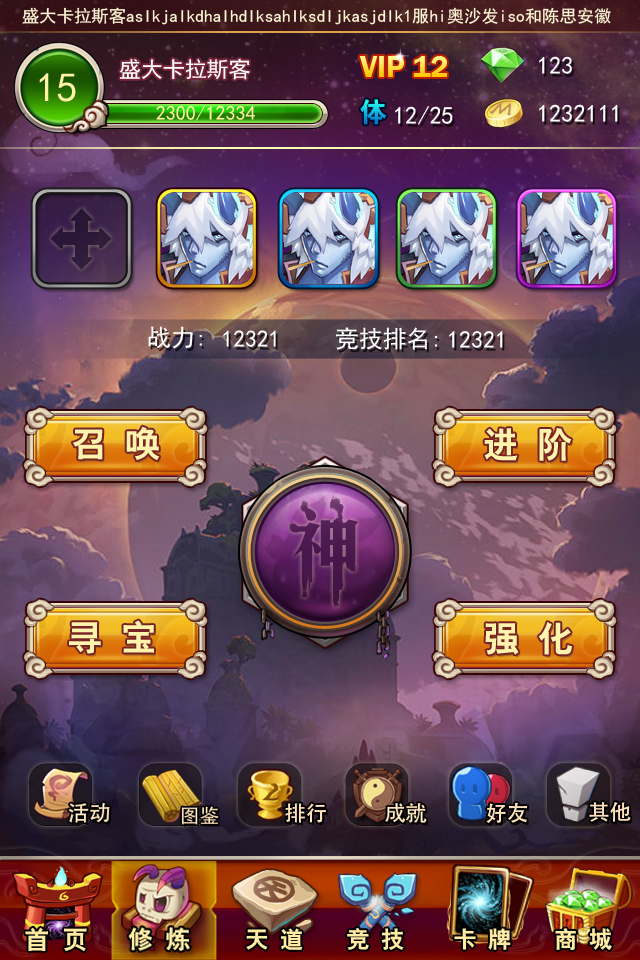 盛大卡拉斯客aslkjalkdhalhdlksahlksdljkasjdlk1服hi奥沙发iso和陈思安徽
15 盛大卡拉斯客 VIP 12 123
2300/12334 体 12/25 1232111
战力: 12321 竞技排名: 12321
召唤 进阶
神
寻宝 强化
活动 图鉴 排行 成就 好友 其他
首页 修炼 天道 竞技 卡牌 商城